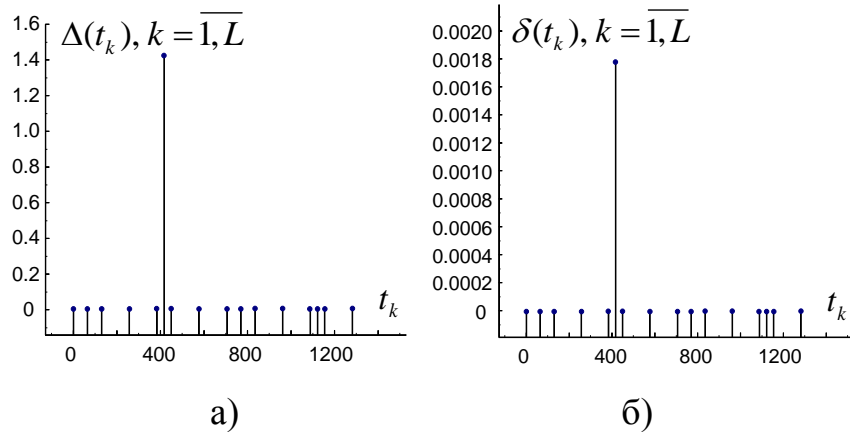 1.6
1.4
1.2
1.0
0.8
0.6
0.4
0.2
0
Δ(t_k), k = \overline{1, L}
t_k
0 400 800 1200
а)
0.0020
0.0018
0.0016
0.0014
0.0012
0.0010
0.0008
0.0006
0.0004
0.0002
0
δ(t_k), k = \overline{1, L}
t_k
0 400 800 1200
б)